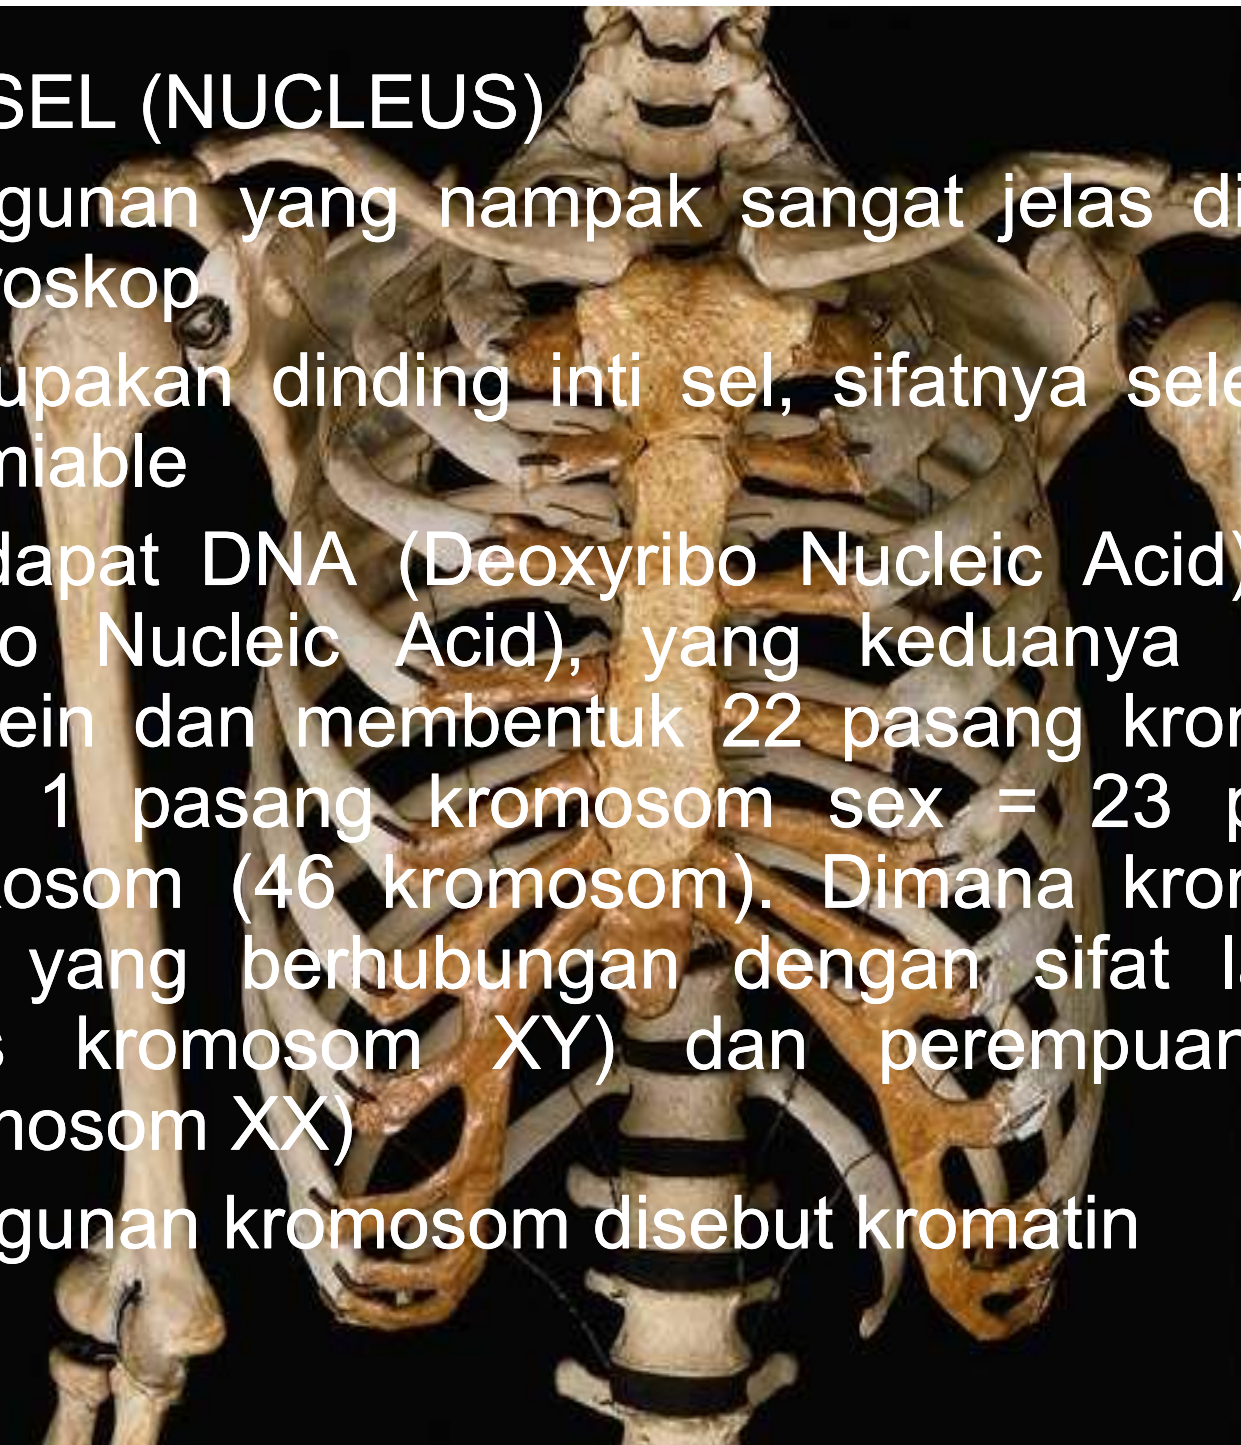 SEL (NUCLEUS)
gunan yang nampak sangat jelas di
roskop
upakan dinding inti sel, sifatnya sele
miable
dapat DNA (Deoxyribo Nucleic Acid)
o Nucleic Acid), yang keduanya
ein dan membentuk 22 pasang kro
1 pasang kromosom sex = 23 p
osom (46 kromosom). Dimana kro
yang berhubungan dengan sifat l
s kromosom XY) dan perempuan
mosom XX)
gunan kromosom disebut kromatin